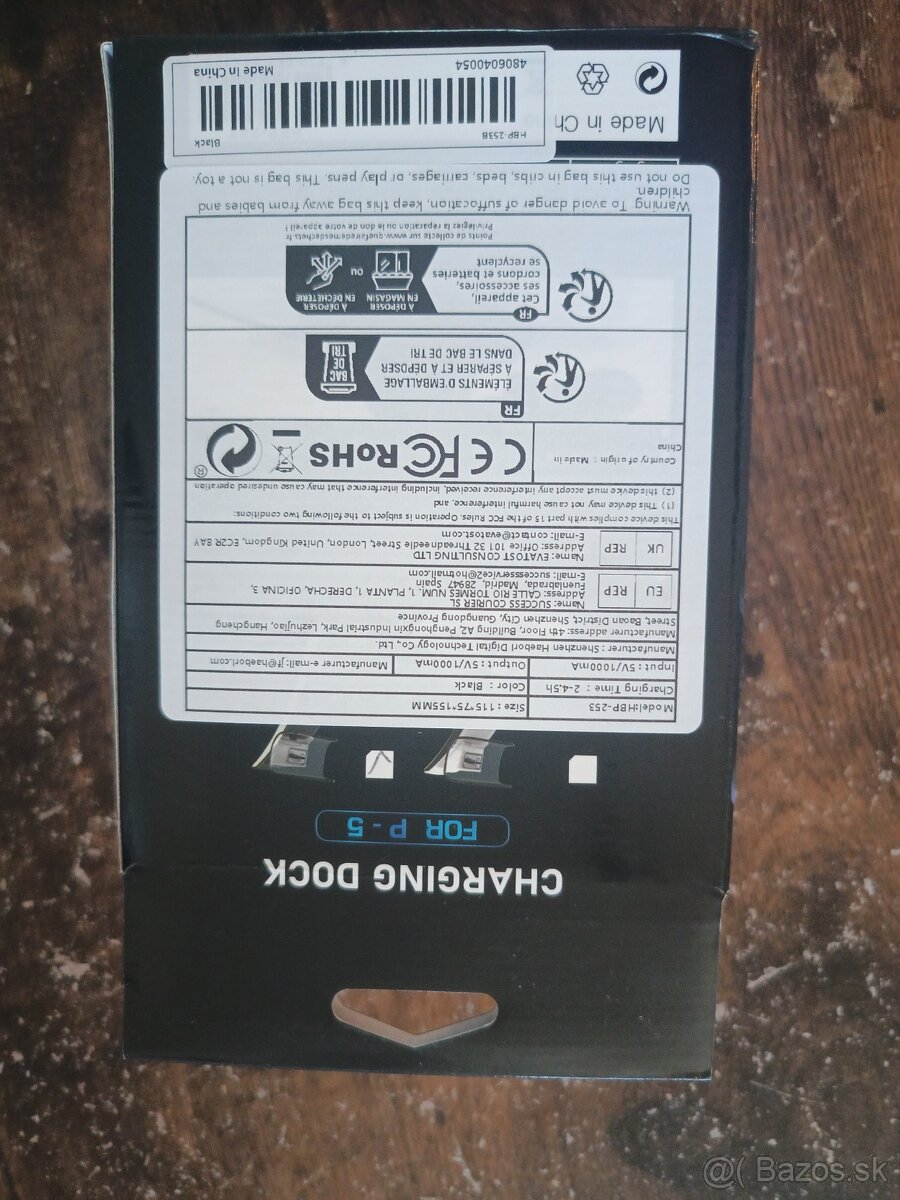 CHARGING DOCK
FOR P-5
Model:HBP-253
Size : 115*75*155MM
Charging Time : 2-4.5h
Color : Black
Input : 5V/1000mA
Output : 5V/1000mA
Manufacturer e-mail: jf@haeborl.com
Manufacturer: Shenzhen Haeborl Digital Technology Co., Ltd.
Manufacturer address: 4th Floor, Building A2, Penghongxin Industrial Park, Lezhujiao, Hangcheng
Street, Baoan District, Shenzhen City, Guangdong Province
EU REP
Name: SUCCESS COURIER SL
Address: CALLE RIO TORMES NUM. 1, PLANTA 1, DERECHA, OFICINA 3,
Fuenlabrada, Madrid, 28947 Spain
E-mail: successservice2@hotmail.com
UK REP
Name: EVATOST CONSULTING LTD
Address: Office 101 32 Threadneedle Street, London, United Kingdom, EC2R 8AY
E-mail: contact@evatost.com
This device complies with part 15 of the FCC Rules. Operation is subject to the following two conditions:
(1) This device may not cause harmful interference, and
(2) this device must accept any interference received, including interference that may cause undesired operation
Country of origin : Made in
China
CE FC RoHS
®
FR
ÉLÉMENTS D'EMBALLAGE
À SÉPARER ET À DÉPOSER
DANS LE BAC DE TRI
BAC
DE
TRI
FR
Cet appareil,
ses accessoires,
cordons et batteries
se recyclent
À DÉPOSER
EN MAGASIN
OU
À DÉPOSER
EN DÉCHÈTERIE
Points de collecte sur www.quefairedemesdechets.fr
Privilégiez la réparation ou le don de votre appareil !
Warning: To avoid danger of suffocation, keep this bag away from babies and
children.
Do not use this bag in cribs, beds, carriages, or play pens. This bag is not a toy.
HBP-253B
Black
4806040054
Made In China
Made in Ch
@( Bazos.sk